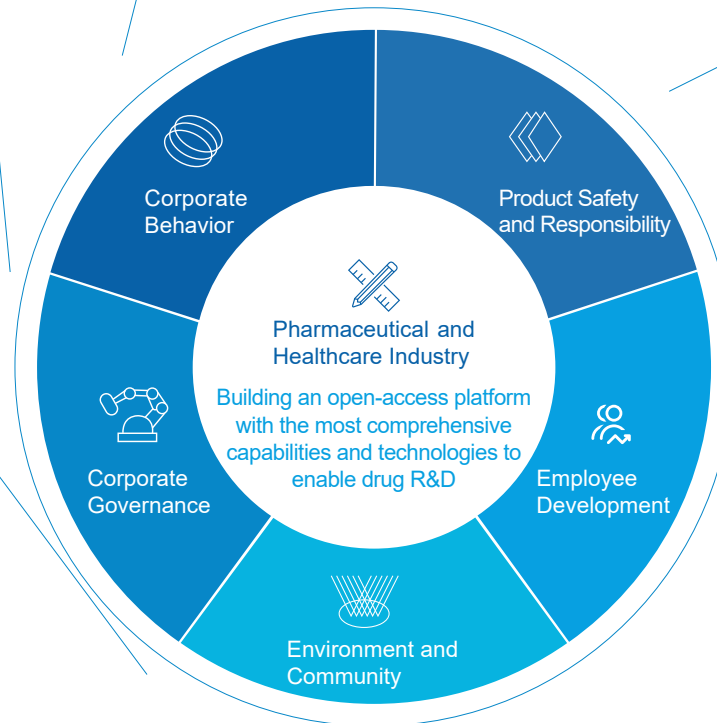 Corporate
Behavior
Product Safety
and Responsibility
Pharmaceutical and
Healthcare Industry
Building an open-access platform
with the most comprehensive
capabilities and technologies to
enable drug R&D
Corporate
Governance
Employee
Development
Environment and
Community